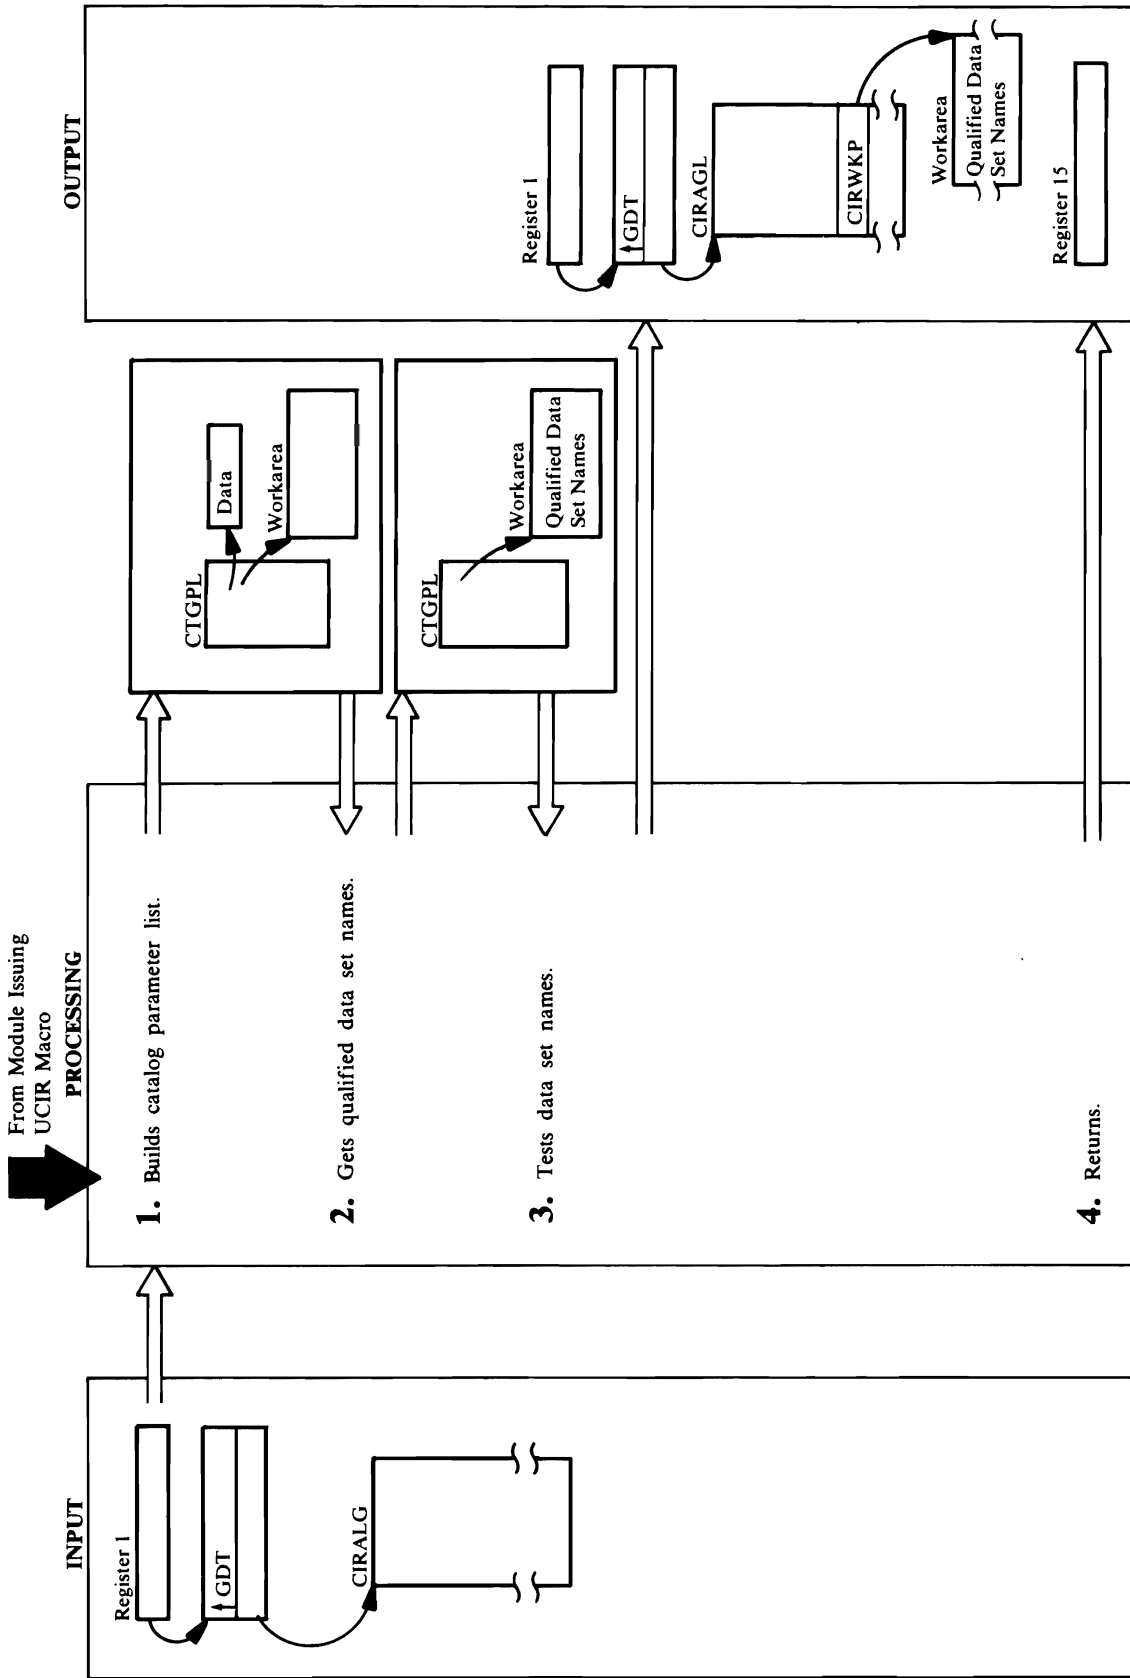 From Module Issuing
UCIR Macro
INPUT
PROCESSING
OUTPUT
Register 1
GDT
CIRALG
1. Builds catalog parameter list.
2. Gets qualified data set names.
3. Tests data set names.
4. Returns.
CTGPL
Data
Workarea
CTGPL
Workarea
Qualified Data
Set Names
Register 1
GDT
CIRAGL
CIRWKP
Workarea
Qualified Data
Set Names
Register 15